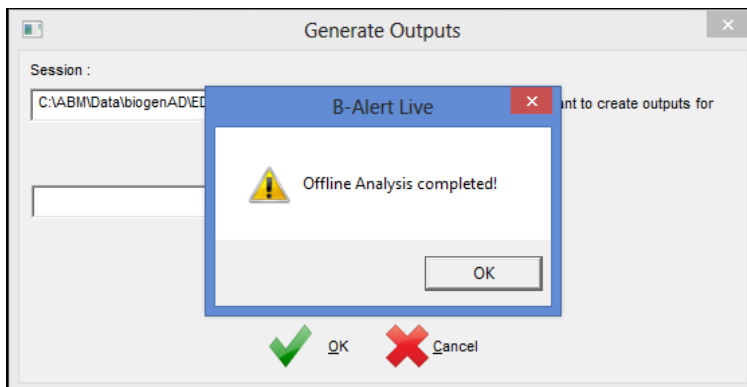 Generate Outputs
Session :
C:\ABM\Data\biogenAD\ED
to create outputs for
B-Alert Live
Offline Analysis completed!
OK
OK
Cancel